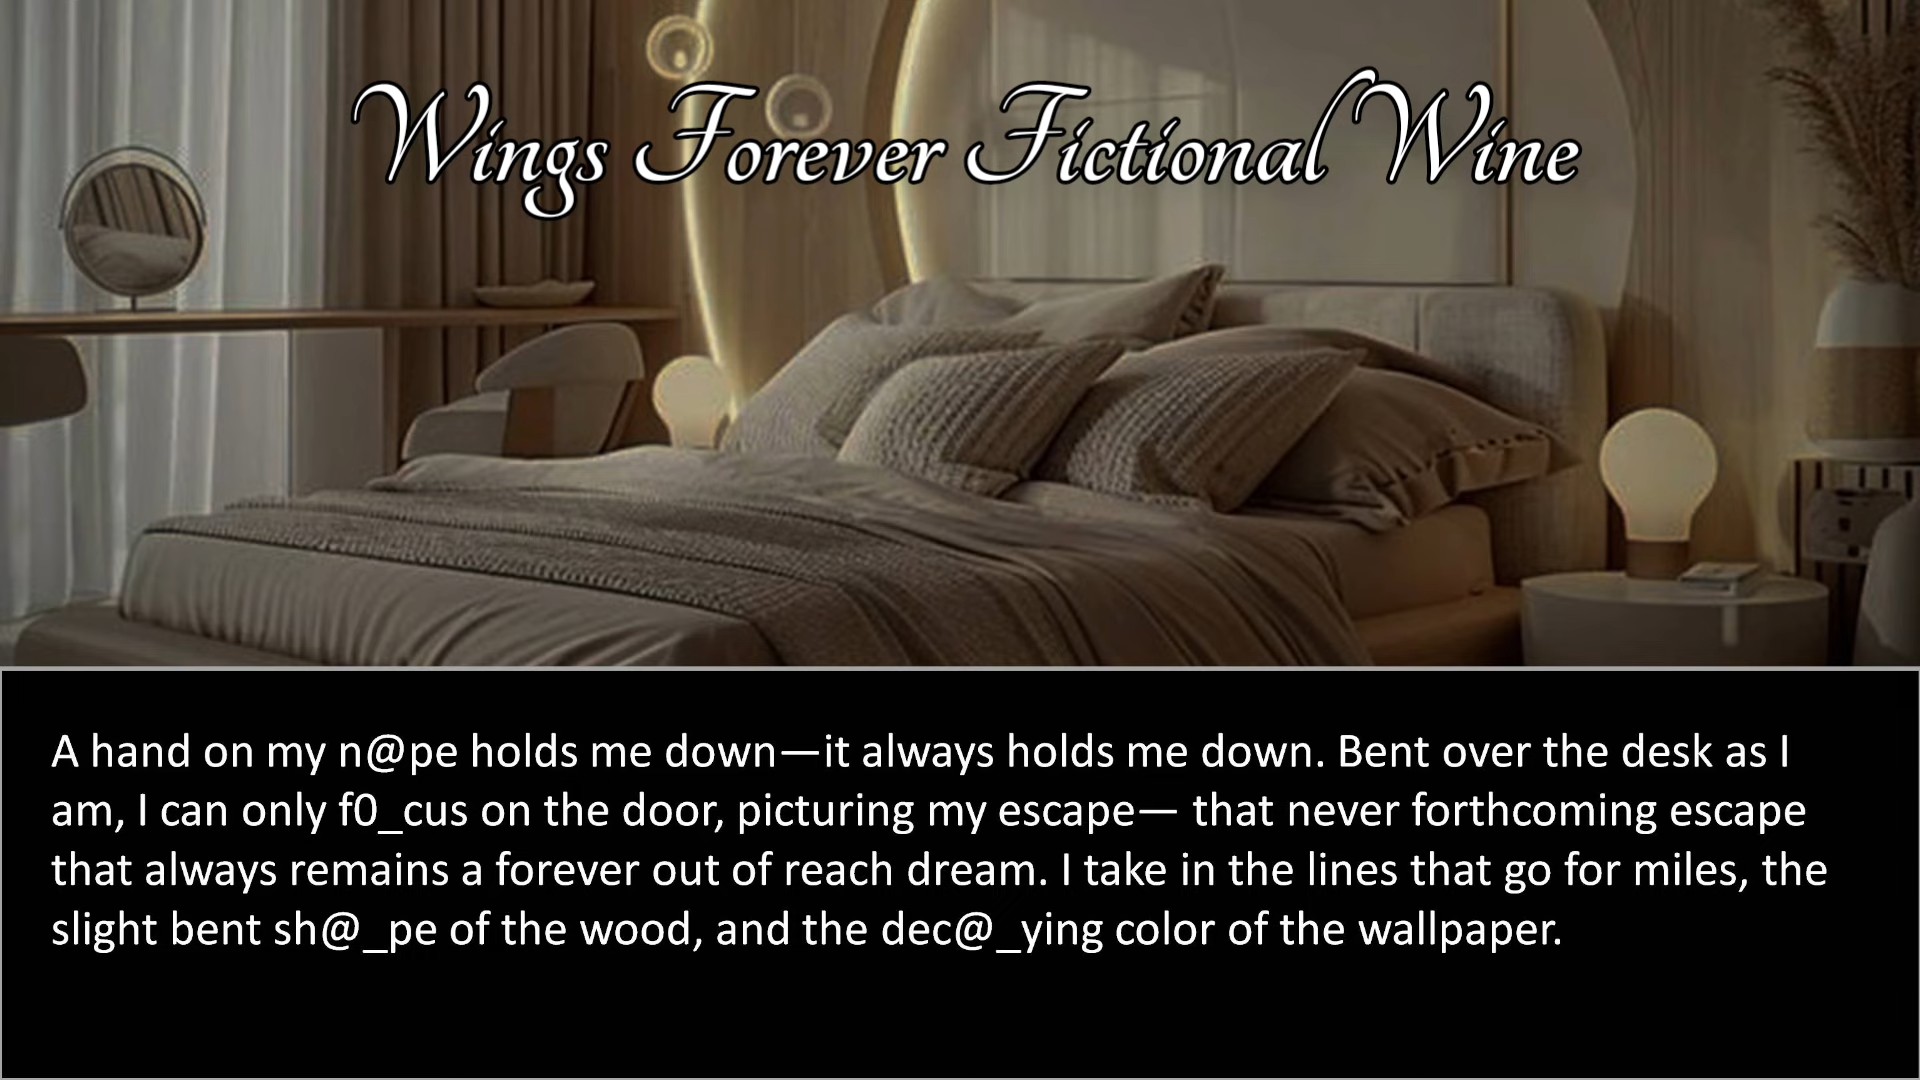 Wings Forever Fictional Wine
A hand on my n@pe holds me down—it always holds me down. Bent over the desk as I
am, I can only f0_cus on the door, picturing my escape— that never forthcoming escape
that always remains a forever out of reach dream. I take in the lines that go for miles, the
slight bent sh@_pe of the wood, and the dec@_ying color of the wallpaper.